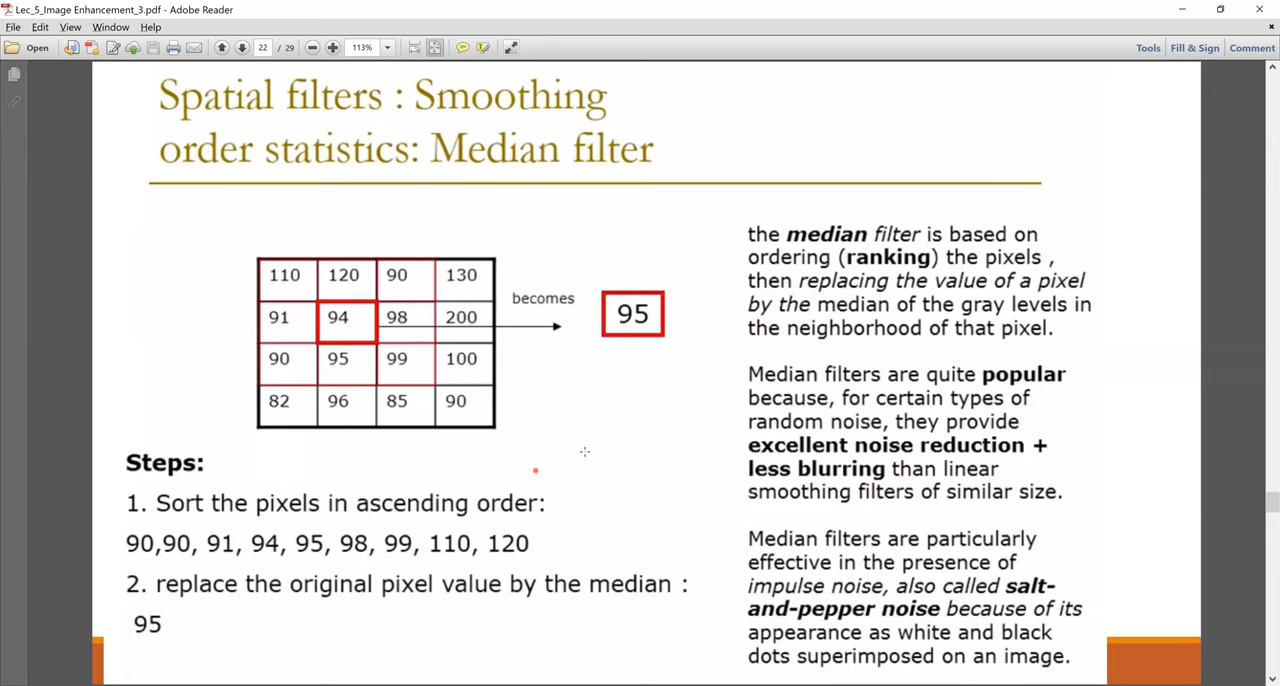 Lec_5_Image Enhancement_3.pdf - Adobe Reader
File Edit View Window Help
Open 22 / 29 113% Tools Fill & Sign Comment
Spatial filters : Smoothing
order statistics: Median filter
110 120 90 130
91 94 98 200
90 95 99 100
82 96 85 90
becomes
95
Steps:
1. Sort the pixels in ascending order:
90,90, 91, 94, 95, 98, 99, 110, 120
2. replace the original pixel value by the median :
95
the median filter is based on
ordering (ranking) the pixels ,
then replacing the value of a pixel
by the median of the gray levels in
the neighborhood of that pixel.
Median filters are quite popular
because, for certain types of
random noise, they provide
excellent noise reduction +
less blurring than linear
smoothing filters of similar size.
Median filters are particularly
effective in the presence of
impulse noise, also called salt-
and-pepper noise because of its
appearance as white and black
dots superimposed on an image.